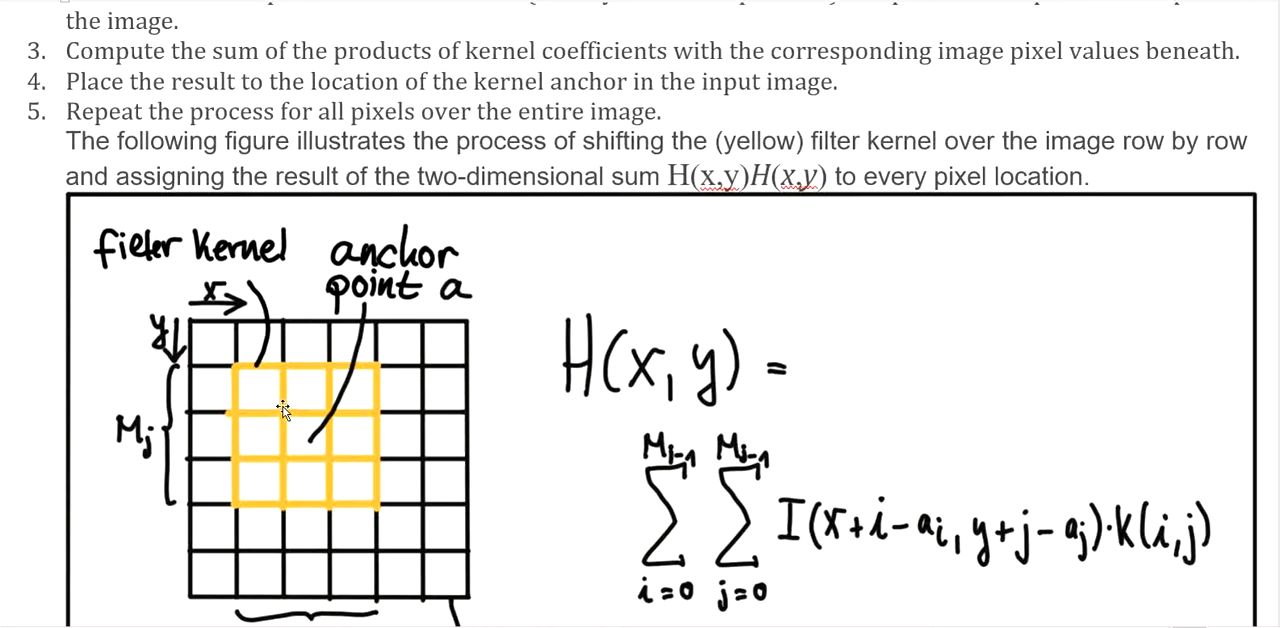 the image.
3. Compute the sum of the products of kernel coefficients with the corresponding image pixel values beneath.
4. Place the result to the location of the kernel anchor in the input image.
5. Repeat the process for all pixels over the entire image.
The following figure illustrates the process of shifting the (yellow) filter kernel over the image row by row
and assigning the result of the two-dimensional sum H(x,y)H(x,y) to every pixel location.
filter Kernel anchor
point a
x
y
Mj
H(x, y) =
Mi-1 Mj-1
∑ ∑ I(x+i-ai, y+j-aj)·K(i,j)
i=0 j=0